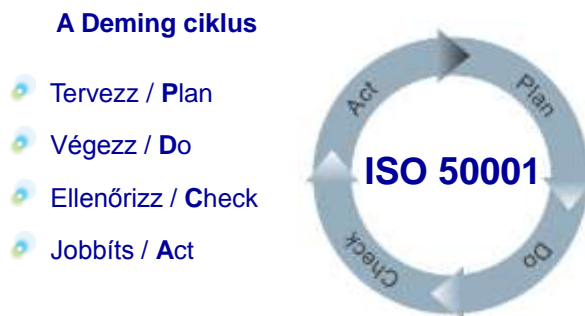 A Deming ciklus
Tervezz / Plan
Végezz / Do
Ellenőrizz / Check
Jobbíts / Act
Act
Plan
ISO 50001
Check
Do